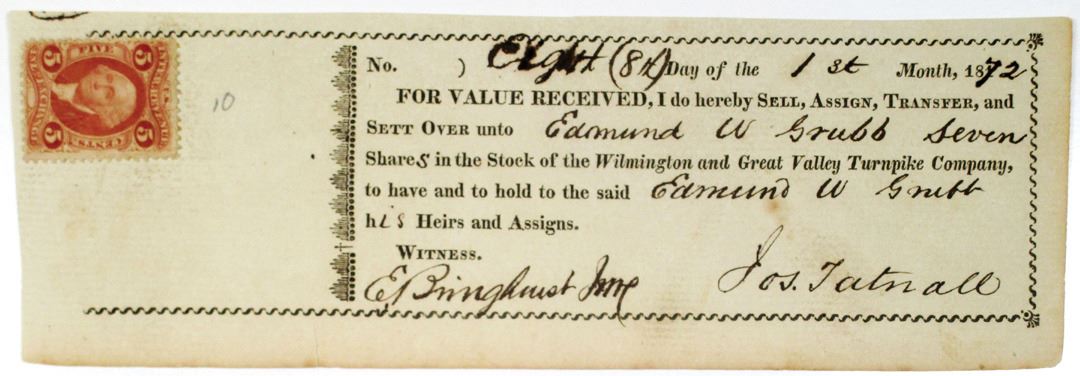 5 FIVE 5
INTER. EXCHANGE
5 CENTS. 5
10
No. ) Eight (8th) Day of the 1st Month, 1872
FOR VALUE RECEIVED, I do hereby SELL, ASSIGN, TRANSFER, and
SETT OVER unto Edmund W Grubb Seven
Shares in the Stock of the Wilmington and Great Valley Turnpike Company,
to have and to hold to the said Edmund W Grubb
his Heirs and Assigns.
WITNESS.
E. Bringhurst Jos. Tatnall